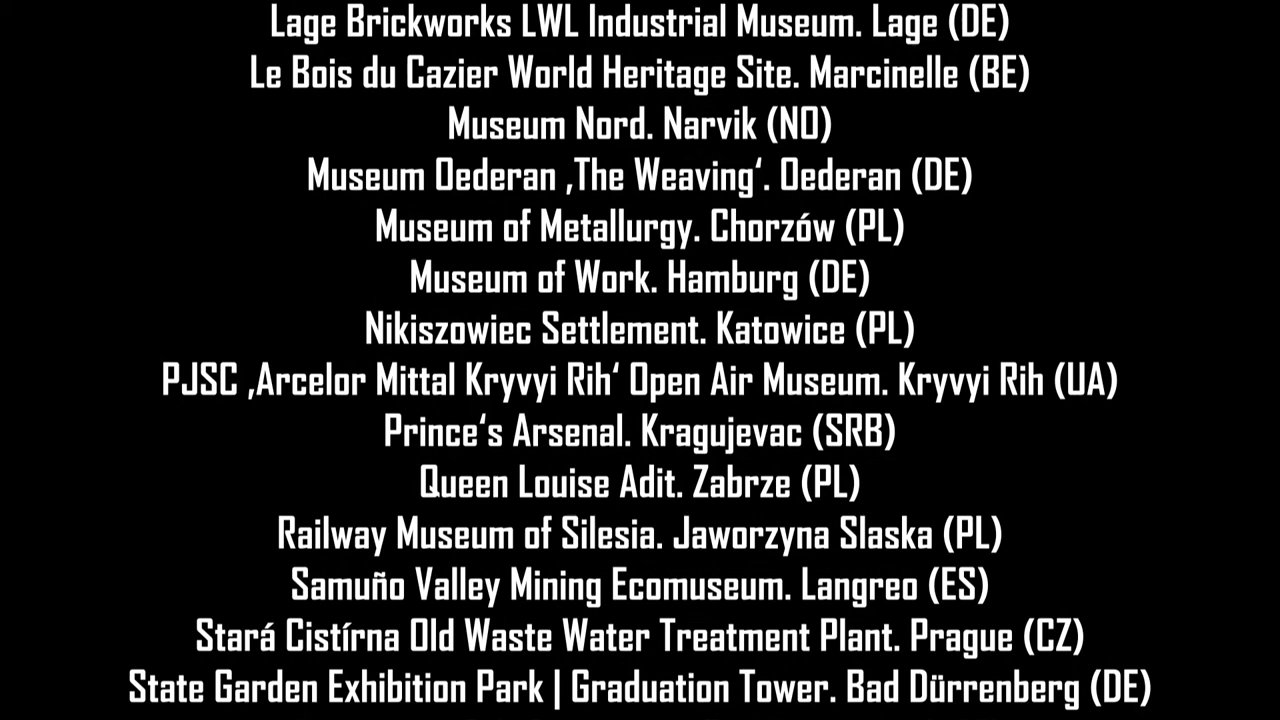 Lage Brickworks LWL Industrial Museum. Lage (DE)
Le Bois du Cazier World Heritage Site. Marcinelle (BE)
Museum Nord. Narvik (NO)
Museum Oederan ‚The Weaving‘. Oederan (DE)
Museum of Metallurgy. Chorzów (PL)
Museum of Work. Hamburg (DE)
Nikiszowiec Settlement. Katowice (PL)
PJSC ‚Arcelor Mittal Kryvyi Rih‘ Open Air Museum. Kryvyi Rih (UA)
Prince‘s Arsenal. Kragujevac (SRB)
Queen Louise Adit. Zabrze (PL)
Railway Museum of Silesia. Jaworzyna Slaska (PL)
Samuño Valley Mining Ecomuseum. Langreo (ES)
Stará Cistírna Old Waste Water Treatment Plant. Prague (CZ)
State Garden Exhibition Park | Graduation Tower. Bad Dürrenberg (DE)